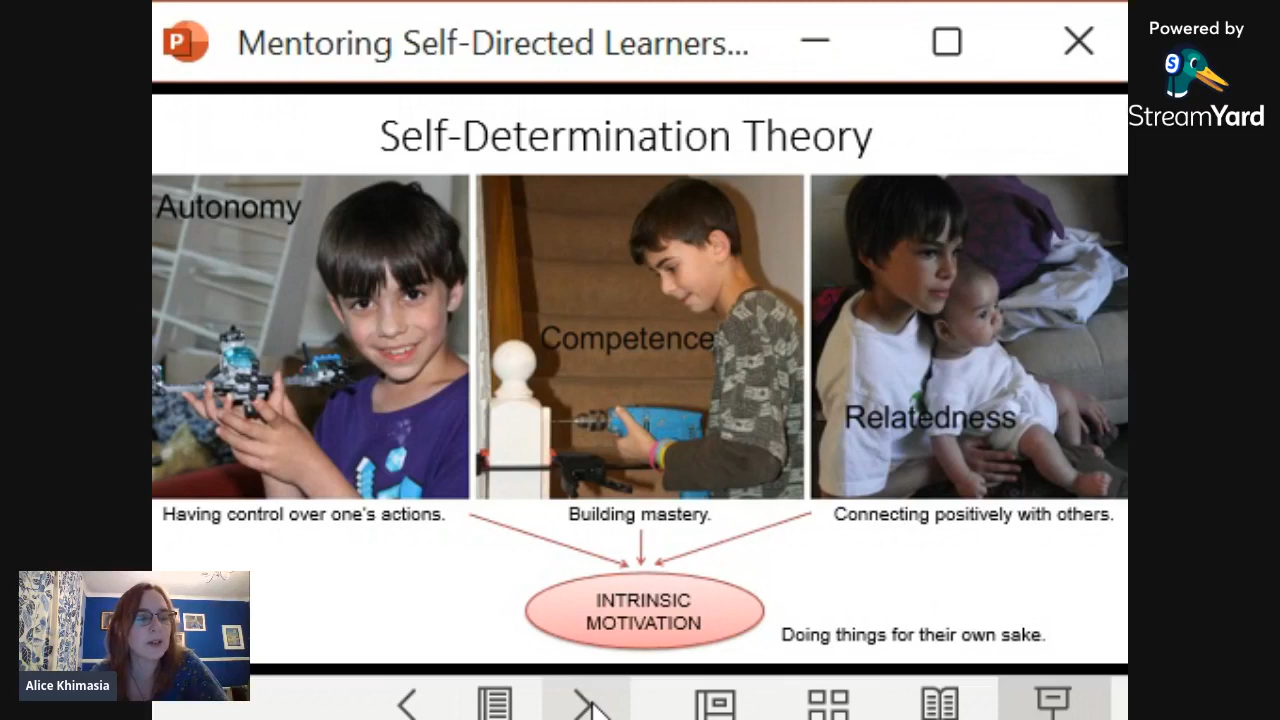 Mentoring Self-Directed Learners...
Powered by
StreamYard
Self-Determination Theory
Autonomy
Competence
Relatedness
Having control over one's actions.
Building mastery.
Connecting positively with others.
INTRINSIC
MOTIVATION
Doing things for their own sake.
Alice Khimasia